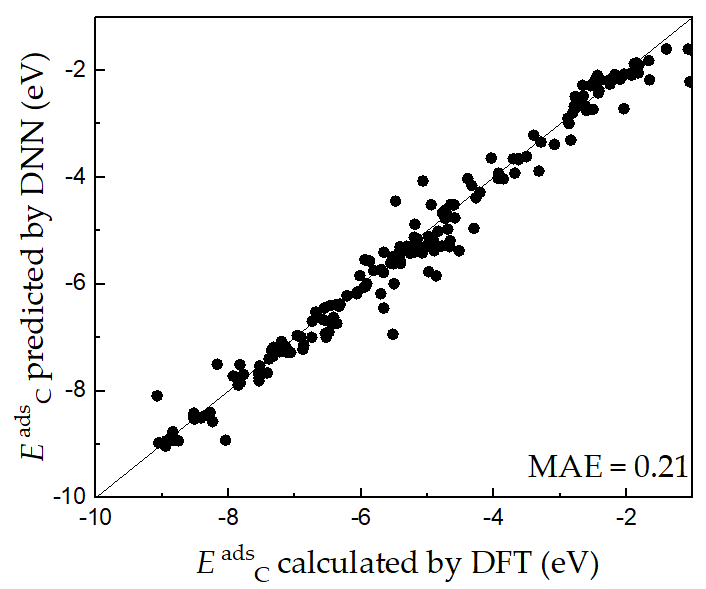 E ads C predicted by DNN (eV)
-2
-4
-6
-8
-10
MAE = 0.21
-10 -8 -6 -4 -2
E ads C calculated by DFT (eV)